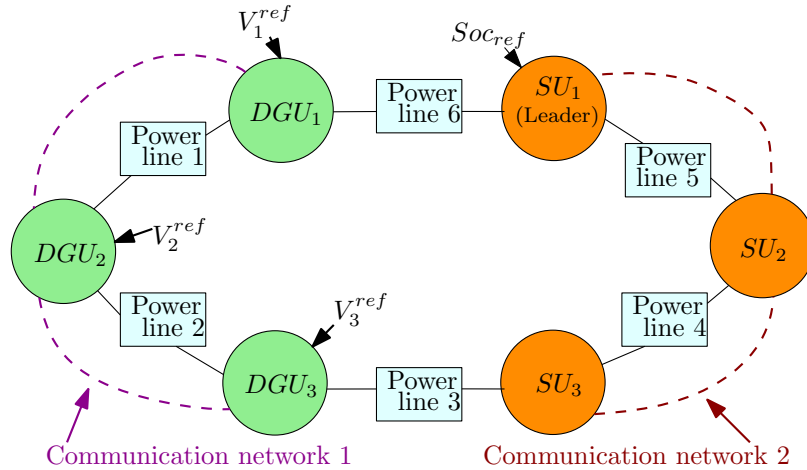 V_1^{ref}
Soc_{ref}
DGU_1
Power
line 6
SU_1
(Leader)
Power
line 1
Power
line 5
DGU_2
V_2^{ref}
SU_2
Power
line 2
V_3^{ref}
Power
line 4
DGU_3
Power
line 3
SU_3
Communication network 1
Communication network 2